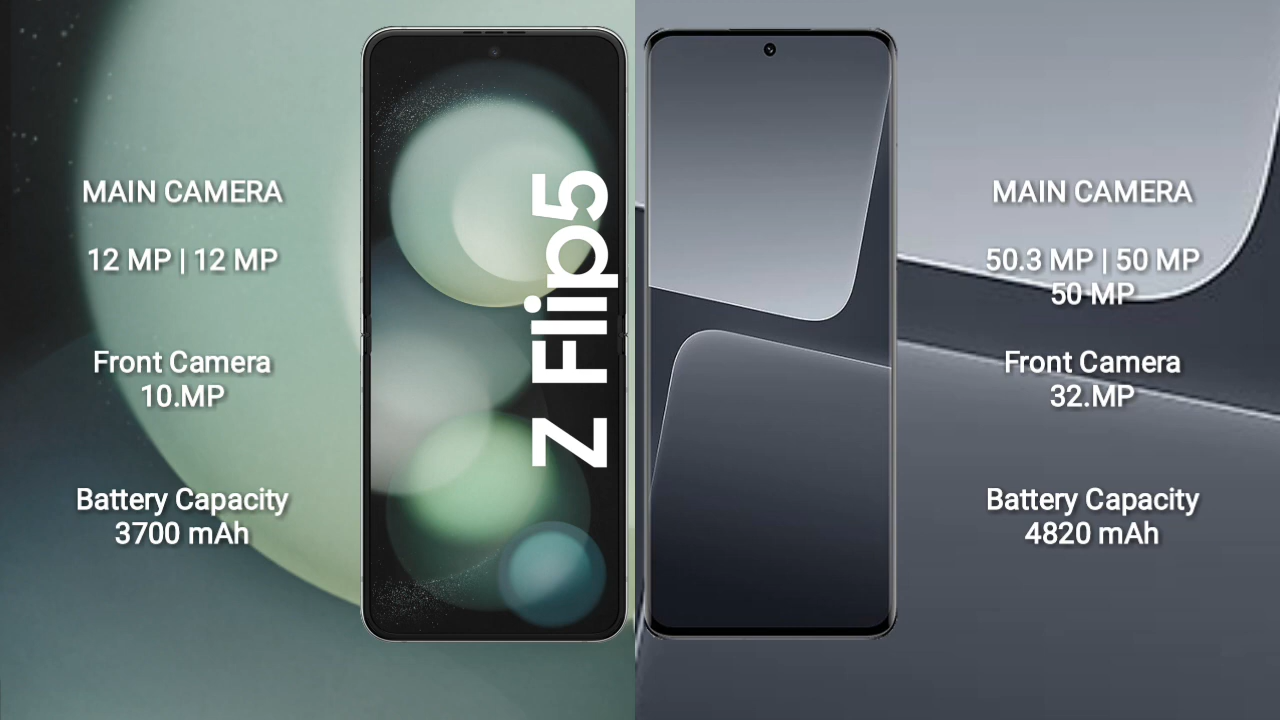 MAIN CAMERA
12 MP | 12 MP
Front Camera
10.MP
Battery Capacity
3700 mAh
Z Flip5
MAIN CAMERA
50.3 MP | 50 MP
50 MP
Front Camera
32.MP
Battery Capacity
4820 mAh